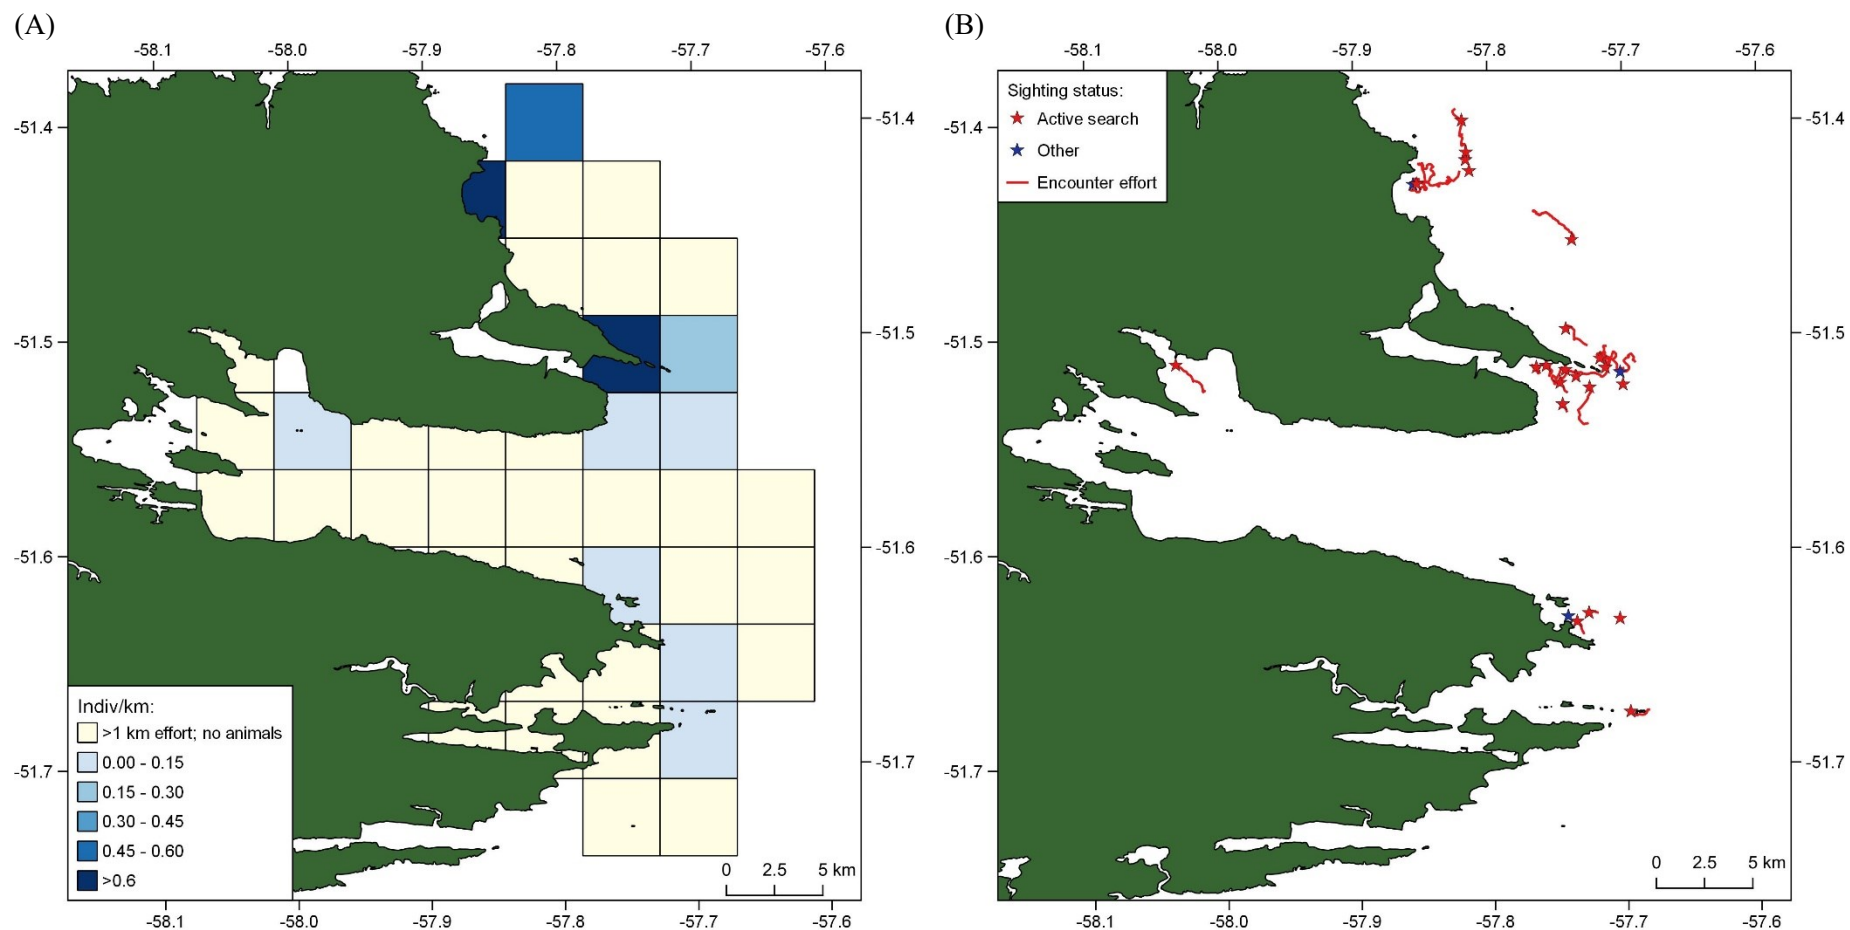 (A)
(B)
-58.1 -58.0 -57.9 -57.8 -57.7 -57.6
-58.1 -58.0 -57.9 -57.8 -57.7 -57.6
-51.4
-51.5
-51.6
-51.7
-51.4
-51.5
-51.6
-51.7
Indiv/km:
>1 km effort; no animals
0.00 - 0.15
0.15 - 0.30
0.30 - 0.45
0.45 - 0.60
>0.6
0 2.5 5 km
-58.1 -58.0 -57.9 -57.8 -57.7 -57.6
Sighting status:
Active search
Other
Encounter effort
-51.4
-51.5
-51.6
-51.7
-51.4
-51.5
-51.6
-51.7
0 2.5 5 km
-58.1 -58.0 -57.9 -57.8 -57.7 -57.6